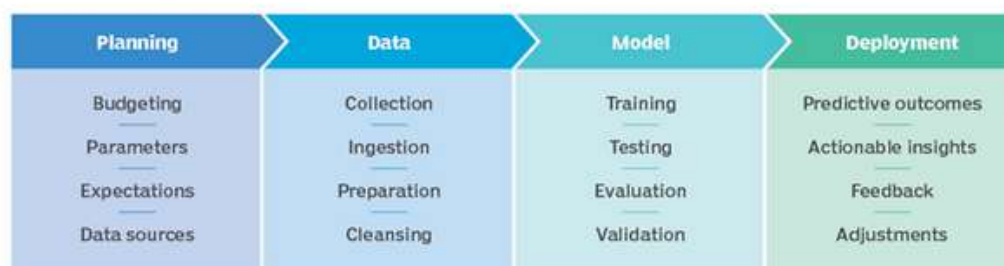 Planning
Data
Model
Deployment
Budgeting
Collection
Training
Predictive outcomes
Parameters
Ingestion
Testing
Actionable insights
Expectations
Preparation
Evaluation
Feedback
Data sources
Cleansing
Validation
Adjustments